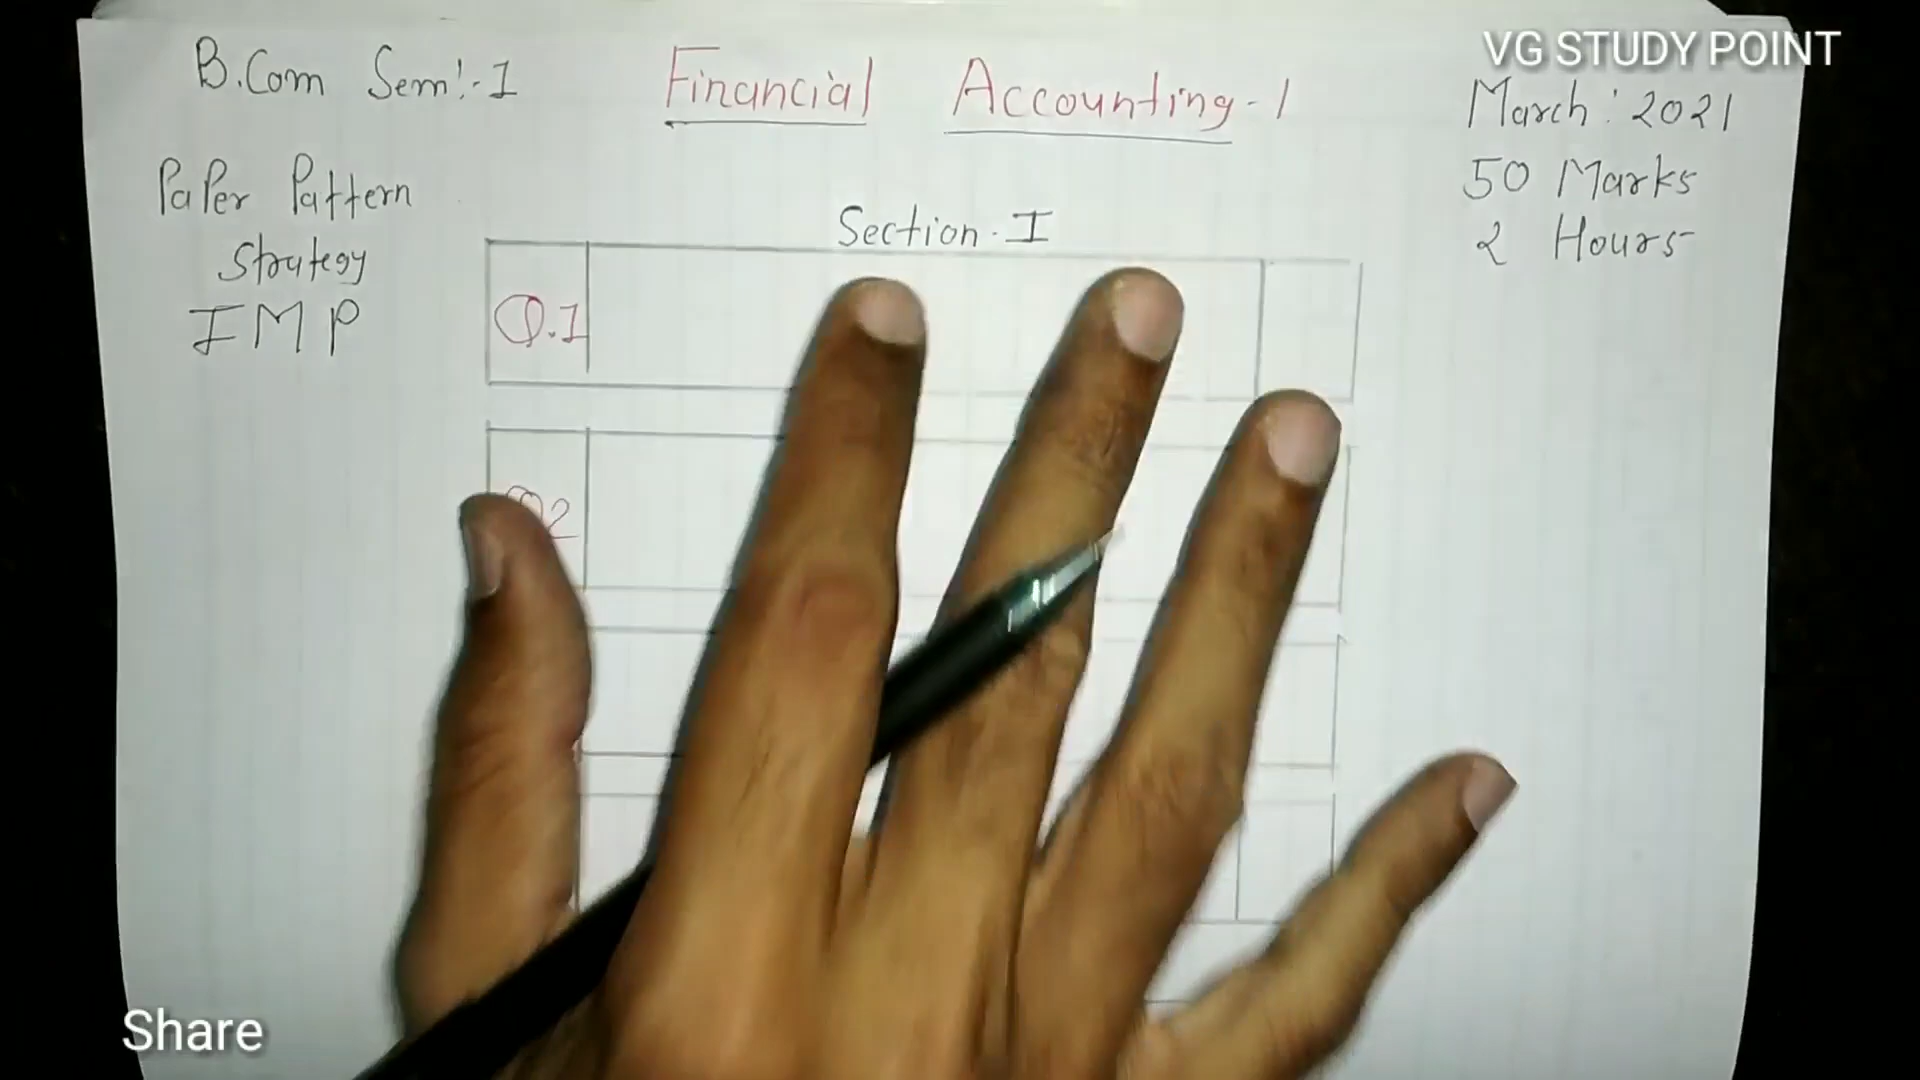 VG STUDY POINT
B.Com Sem:-I
Financial Accounting-1
March: 2021
50 Marks
2 Hours
Paper Pattern
Strategy
IMP
Section-I
Q.1
Q2
Share